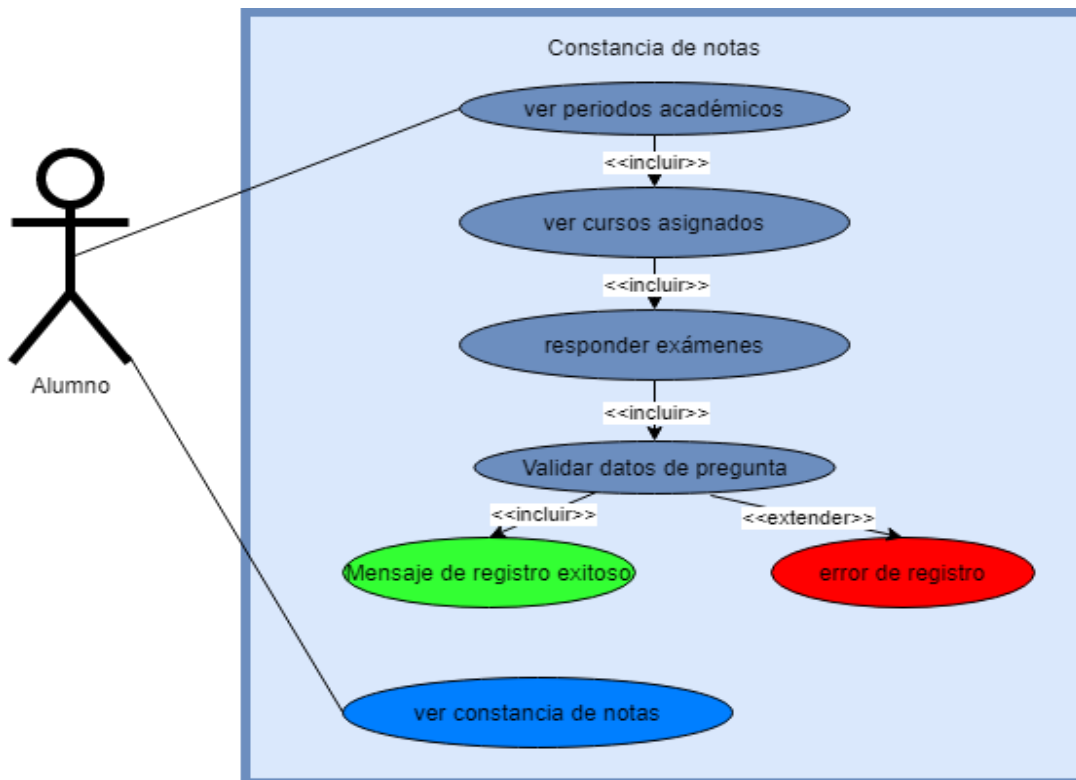 Constancia de notas
ver periodos académicos
<<incluir>>
ver cursos asignados
<<incluir>>
responder exámenes
<<incluir>>
Validar datos de pregunta
<<incluir>>
<<extender>>
Mensaje de registro exitoso
error de registro
ver constancia de notas
Alumno